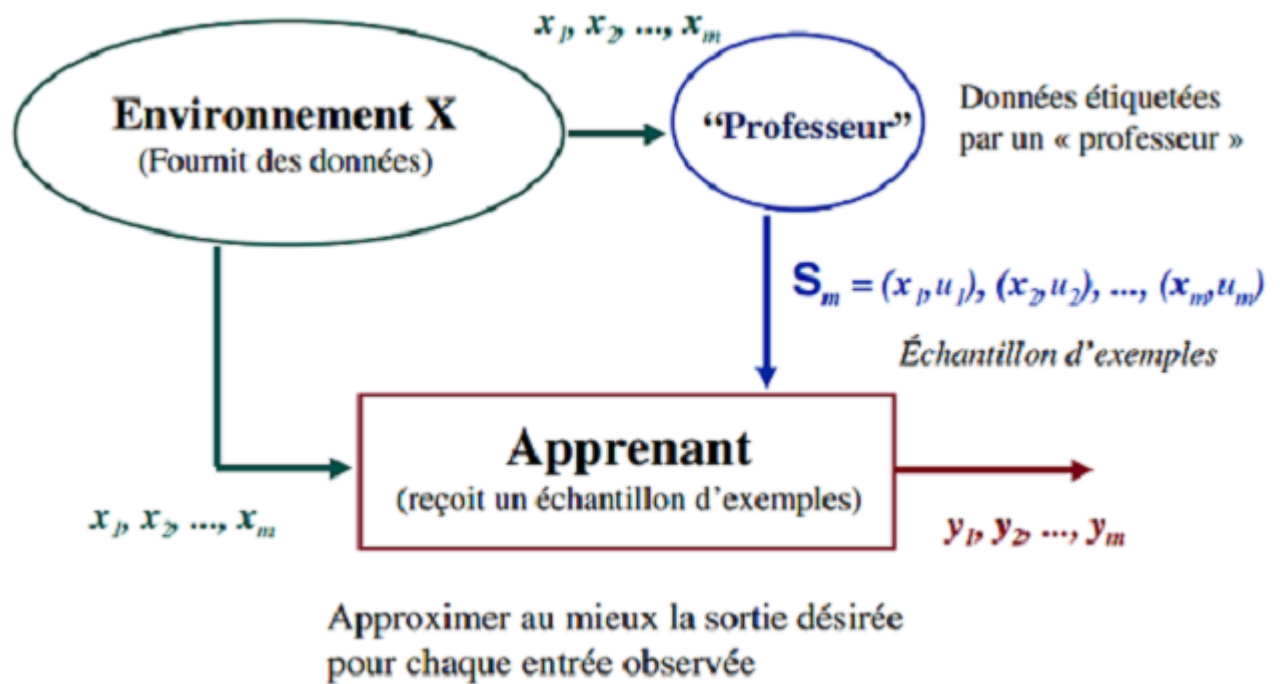 x₁, x₂, ..., xₘ
Environnement X
(Fournit des données)
“Professeur”
Données étiquetées
par un « professeur »
Sₘ = (x₁,u₁), (x₂,u₂), ..., (xₘ,uₘ)
Échantillon d’exemples
Apprenant
(reçoit un échantillon d’exemples)
x₁, x₂, ..., xₘ
y₁, y₂, ..., yₘ
Approximer au mieux la sortie désirée
pour chaque entrée observée